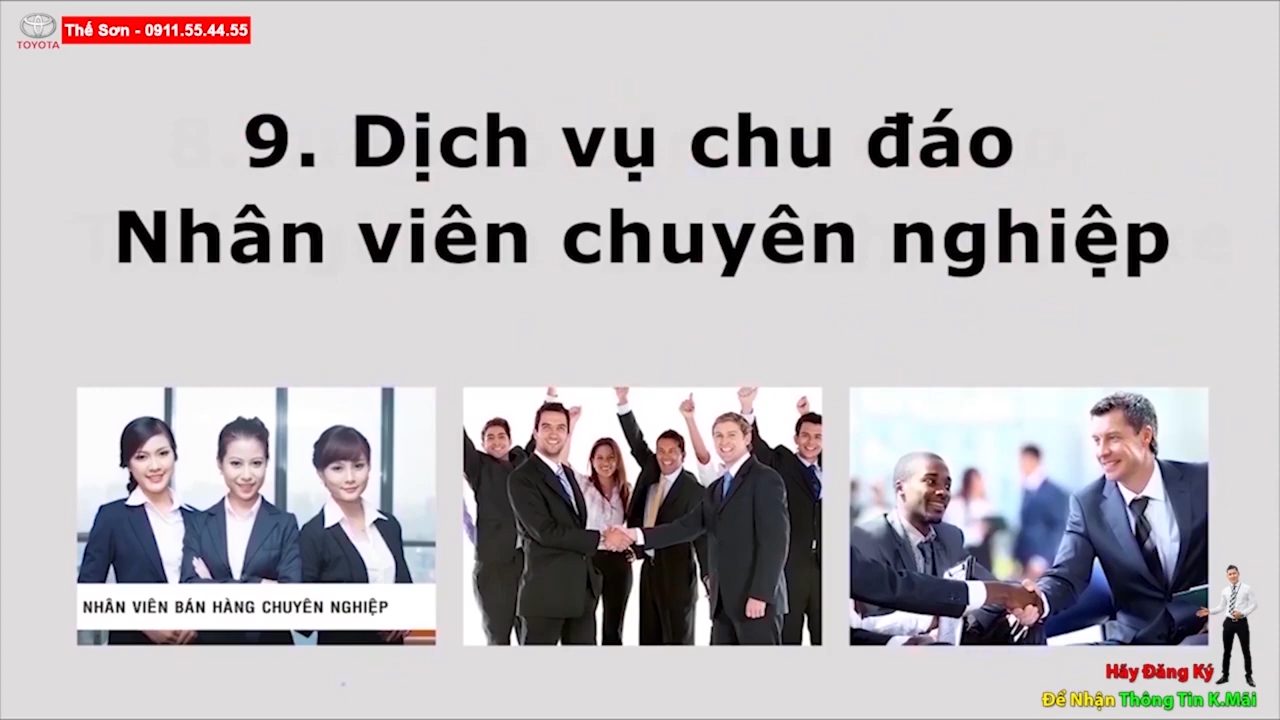 TOYOTA
Thế Sơn - 0911.55.44.55
9. Dịch vụ chu đáo
Nhân viên chuyên nghiệp
NHÂN VIÊN BÁN HÀNG CHUYÊN NGHIỆP
Hãy Đăng Ký
Để Nhận Thông Tin K.Mãi